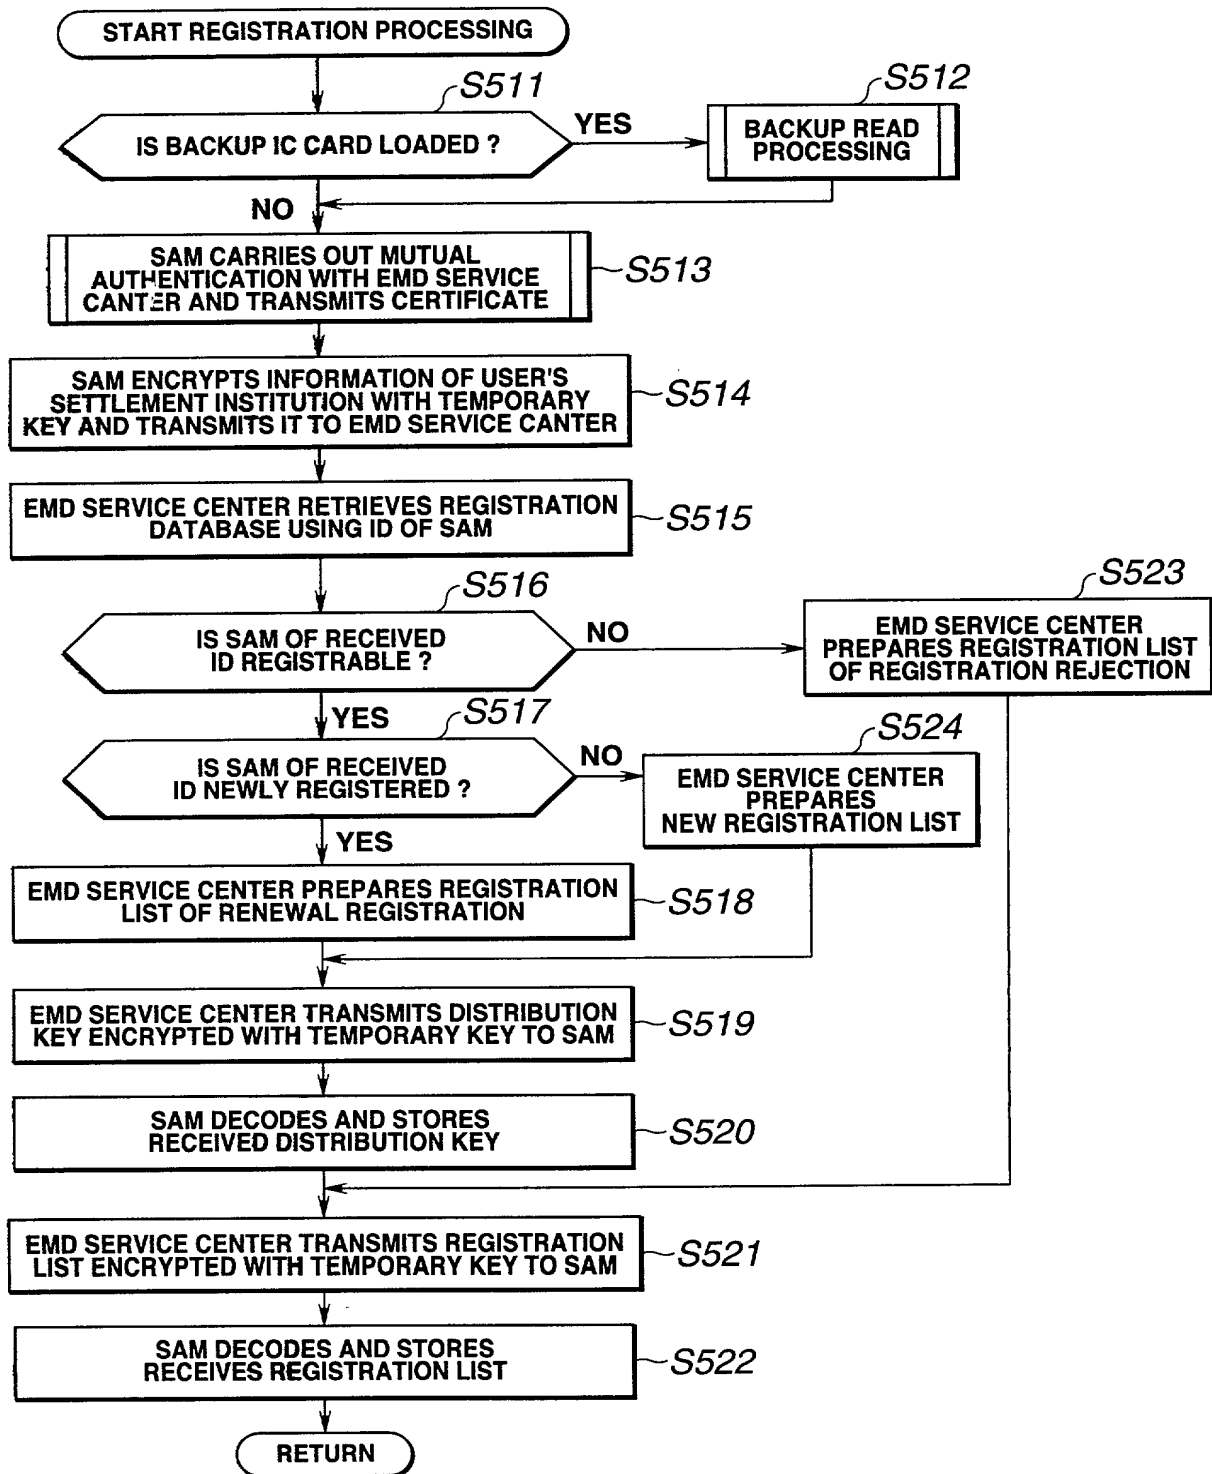 START REGISTRATION PROCESSING
S511
S512
IS BACKUP IC CARD LOADED ?
YES
BACKUP READ
PROCESSING
NO
SAM CARRIES OUT MUTUAL
AUTHENTICATION WITH EMD SERVICE
CANTER AND TRANSMITS CERTIFICATE
S513
SAM ENCRYPTS INFORMATION OF USER'S
SETTLEMENT INSTITUTION WITH TEMPORARY
KEY AND TRANSMITS IT TO EMD SERVICE CANTER
S514
EMD SERVICE CENTER RETRIEVES REGISTRATION
DATABASE USING ID OF SAM
S515
S516
S523
IS SAM OF RECEIVED
ID REGISTRABLE ?
NO
EMD SERVICE CENTER
PREPARES REGISTRATION LIST
OF REGISTRATION REJECTION
YES
S517
S524
IS SAM OF RECEIVED
ID NEWLY REGISTERED ?
NO
EMD SERVICE CENTER
PREPARES
NEW REGISTRATION LIST
YES
EMD SERVICE CENTER PREPARES REGISTRATION
LIST OF RENEWAL REGISTRATION
S518
EMD SERVICE CENTER TRANSMITS DISTRIBUTION
KEY ENCRYPTED WITH TEMPORARY KEY TO SAM
S519
SAM DECODES AND STORES
RECEIVED DISTRIBUTION KEY
S520
EMD SERVICE CENTER TRANSMITS REGISTRATION
LIST ENCRYPTED WITH TEMPORARY KEY TO SAM
S521
SAM DECODES AND STORES
RECEIVES REGISTRATION LIST
S522
RETURN